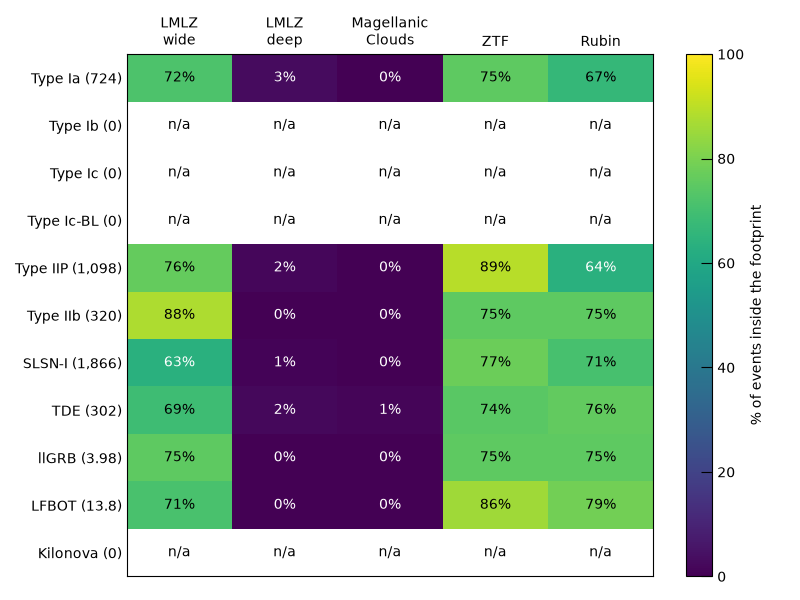 LMLZ wide
LMLZ deep
Magellanic Clouds
ZTF
Rubin
Type Ia (724) 72% 3% 0% 75% 67%
Type Ib (0) n/a n/a n/a n/a n/a
Type Ic (0) n/a n/a n/a n/a n/a
Type Ic-BL (0) n/a n/a n/a n/a n/a
Type IIP (1,098) 76% 2% 0% 89% 64%
Type IIb (320) 88% 0% 0% 75% 75%
SLSN-I (1,866) 63% 1% 0% 77% 71%
TDE (302) 69% 2% 1% 74% 76%
llGRB (3.98) 75% 0% 0% 75% 75%
LFBOT (13.8) 71% 0% 0% 86% 79%
Kilonova (0) n/a n/a n/a n/a n/a
100
80
60
40
20
0
% of events inside the footprint